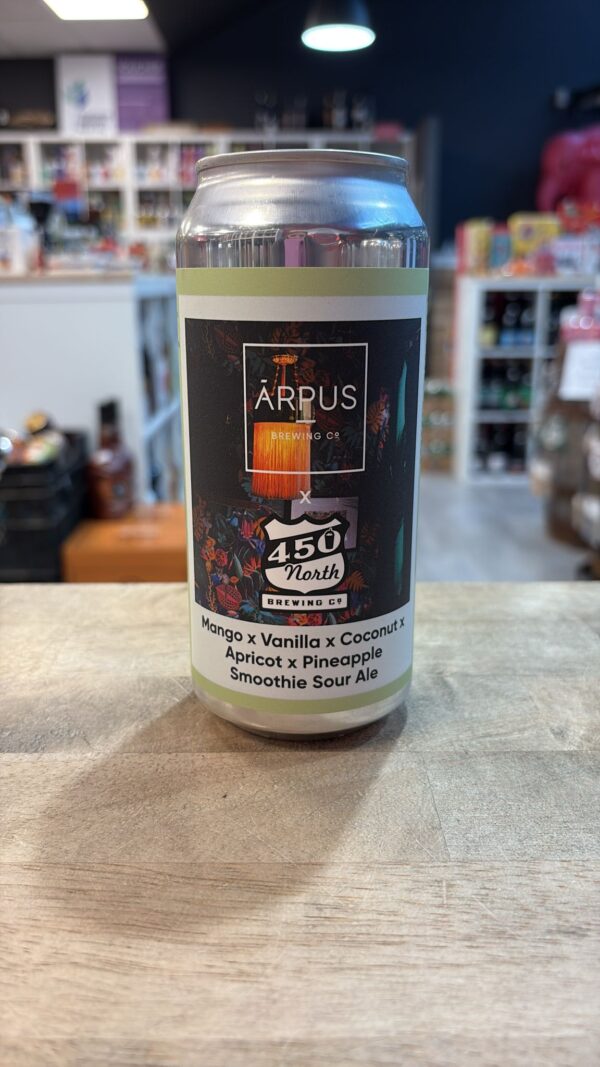 ĀRPUS
BREWING Cº
X
450
North
BREWING Cº
Mango x Vanilla x Coconut x
Apricot x Pineapple
Smoothie Sour Ale